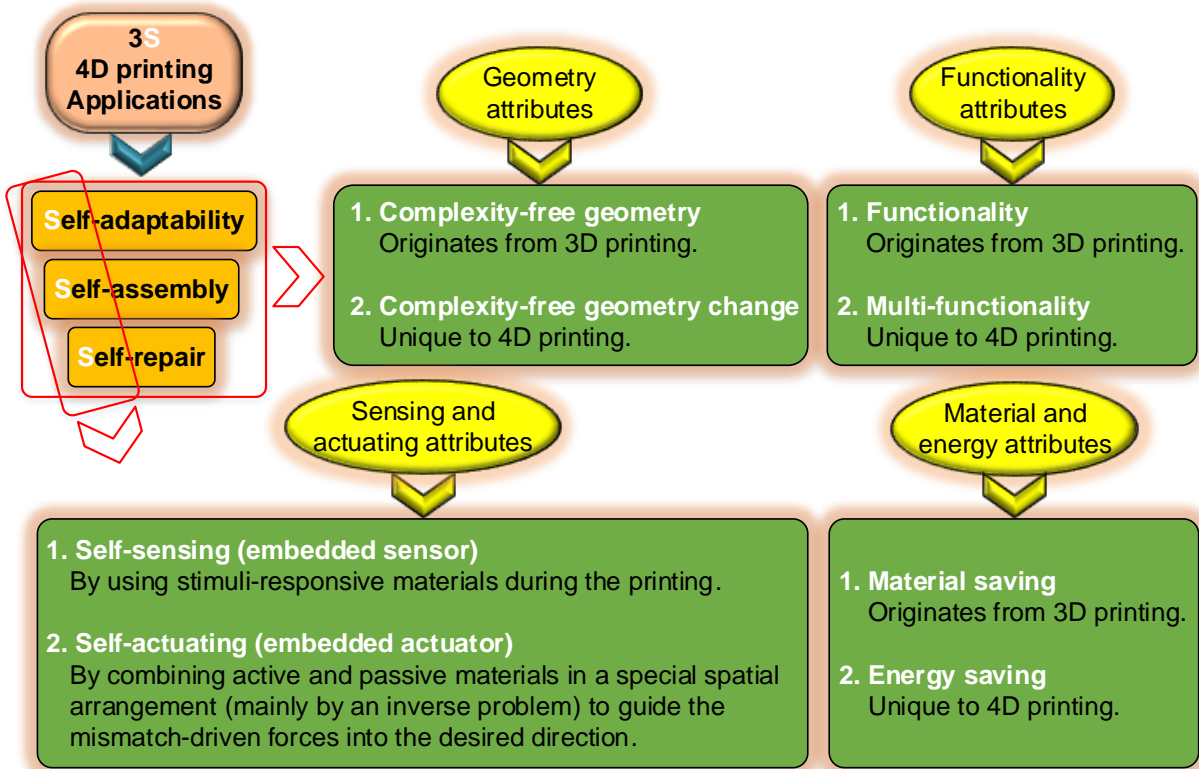 3S
4D printing
Applications
Self-adaptability
Self-assembly
Self-repair
Geometry
attributes
1. Complexity-free geometry
Originates from 3D printing.
2. Complexity-free geometry change
Unique to 4D printing.
Functionality
attributes
1. Functionality
Originates from 3D printing.
2. Multi-functionality
Unique to 4D printing.
Sensing and
actuating attributes
1. Self-sensing (embedded sensor)
By using stimuli-responsive materials during the printing.
2. Self-actuating (embedded actuator)
By combining active and passive materials in a special spatial
arrangement (mainly by an inverse problem) to guide the
mismatch-driven forces into the desired direction.
Material and
energy attributes
1. Material saving
Originates from 3D printing.
2. Energy saving
Unique to 4D printing.